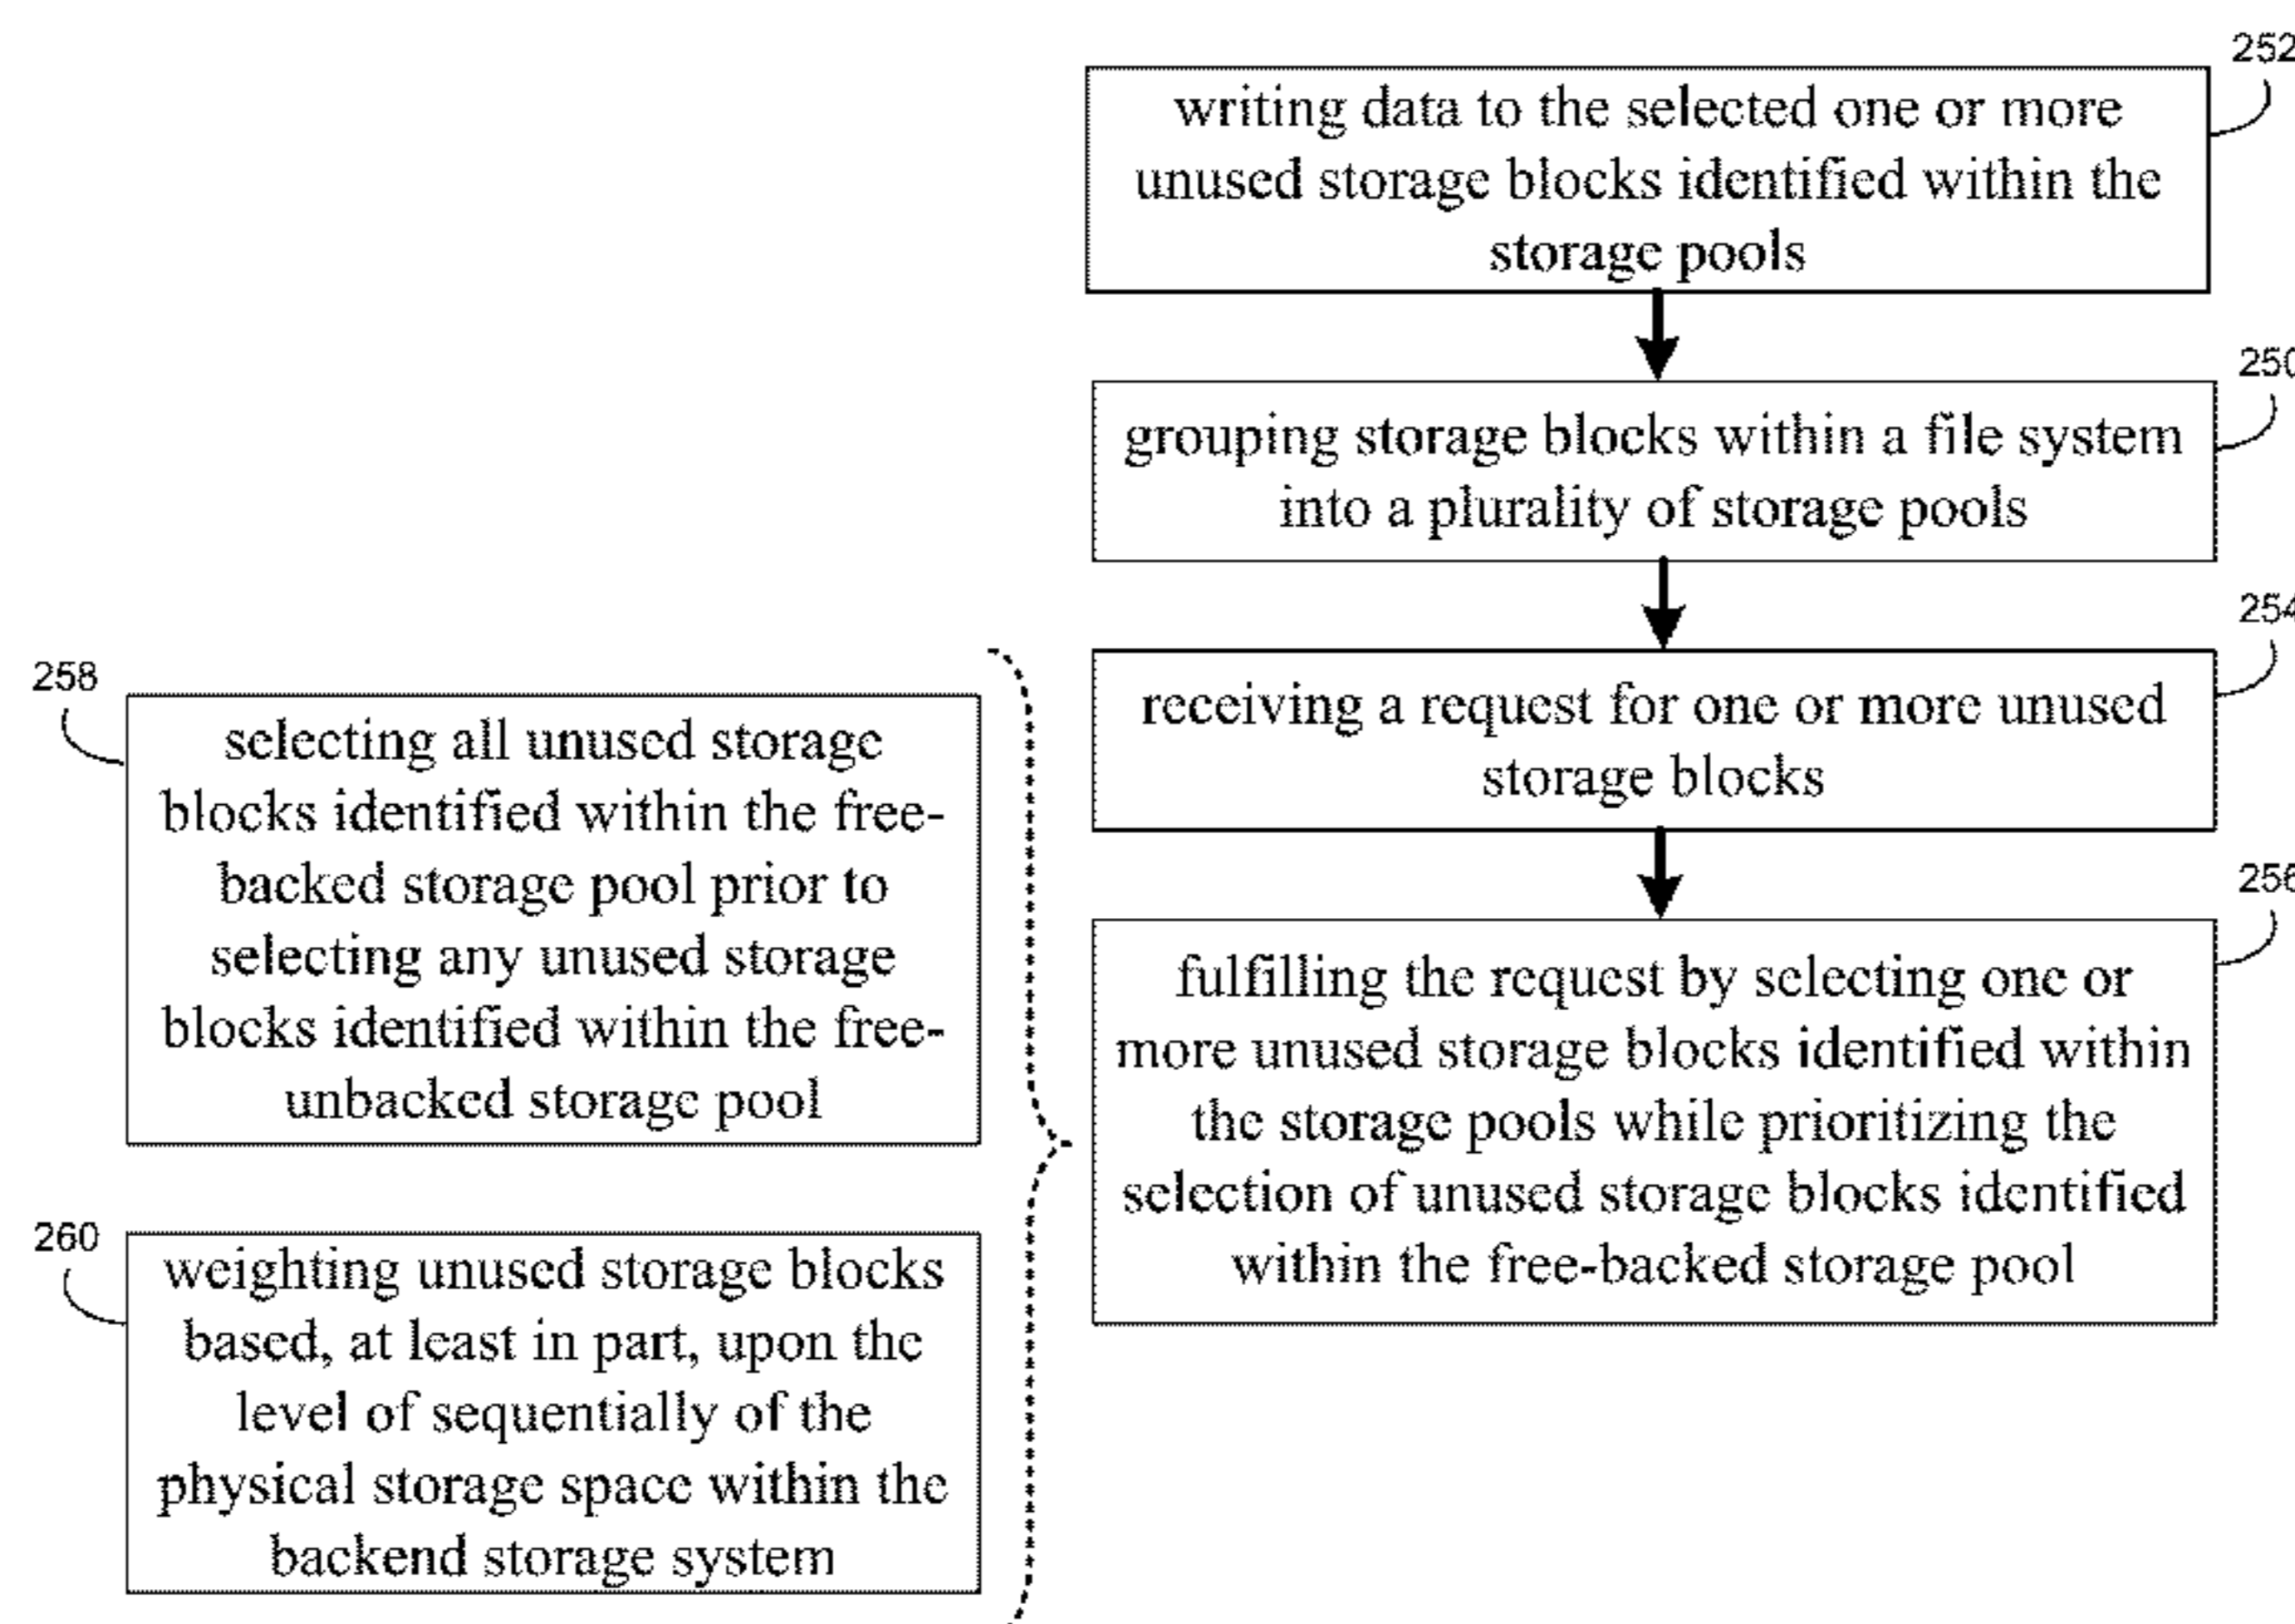 252
writing data to the selected one or more
unused storage blocks identified within the
storage pools
250
grouping storage blocks within a file system
into a plurality of storage pools
254
receiving a request for one or more unused
storage blocks
256
fulfilling the request by selecting one or
more unused storage blocks identified within
the storage pools while prioritizing the
selection of unused storage blocks identified
within the free-backed storage pool
258
selecting all unused storage
blocks identified within the free-
backed storage pool prior to
selecting any unused storage
blocks identified within the free-
unbacked storage pool
260
weighting unused storage blocks
based, at least in part, upon the
level of sequentially of the
physical storage space within the
backend storage system